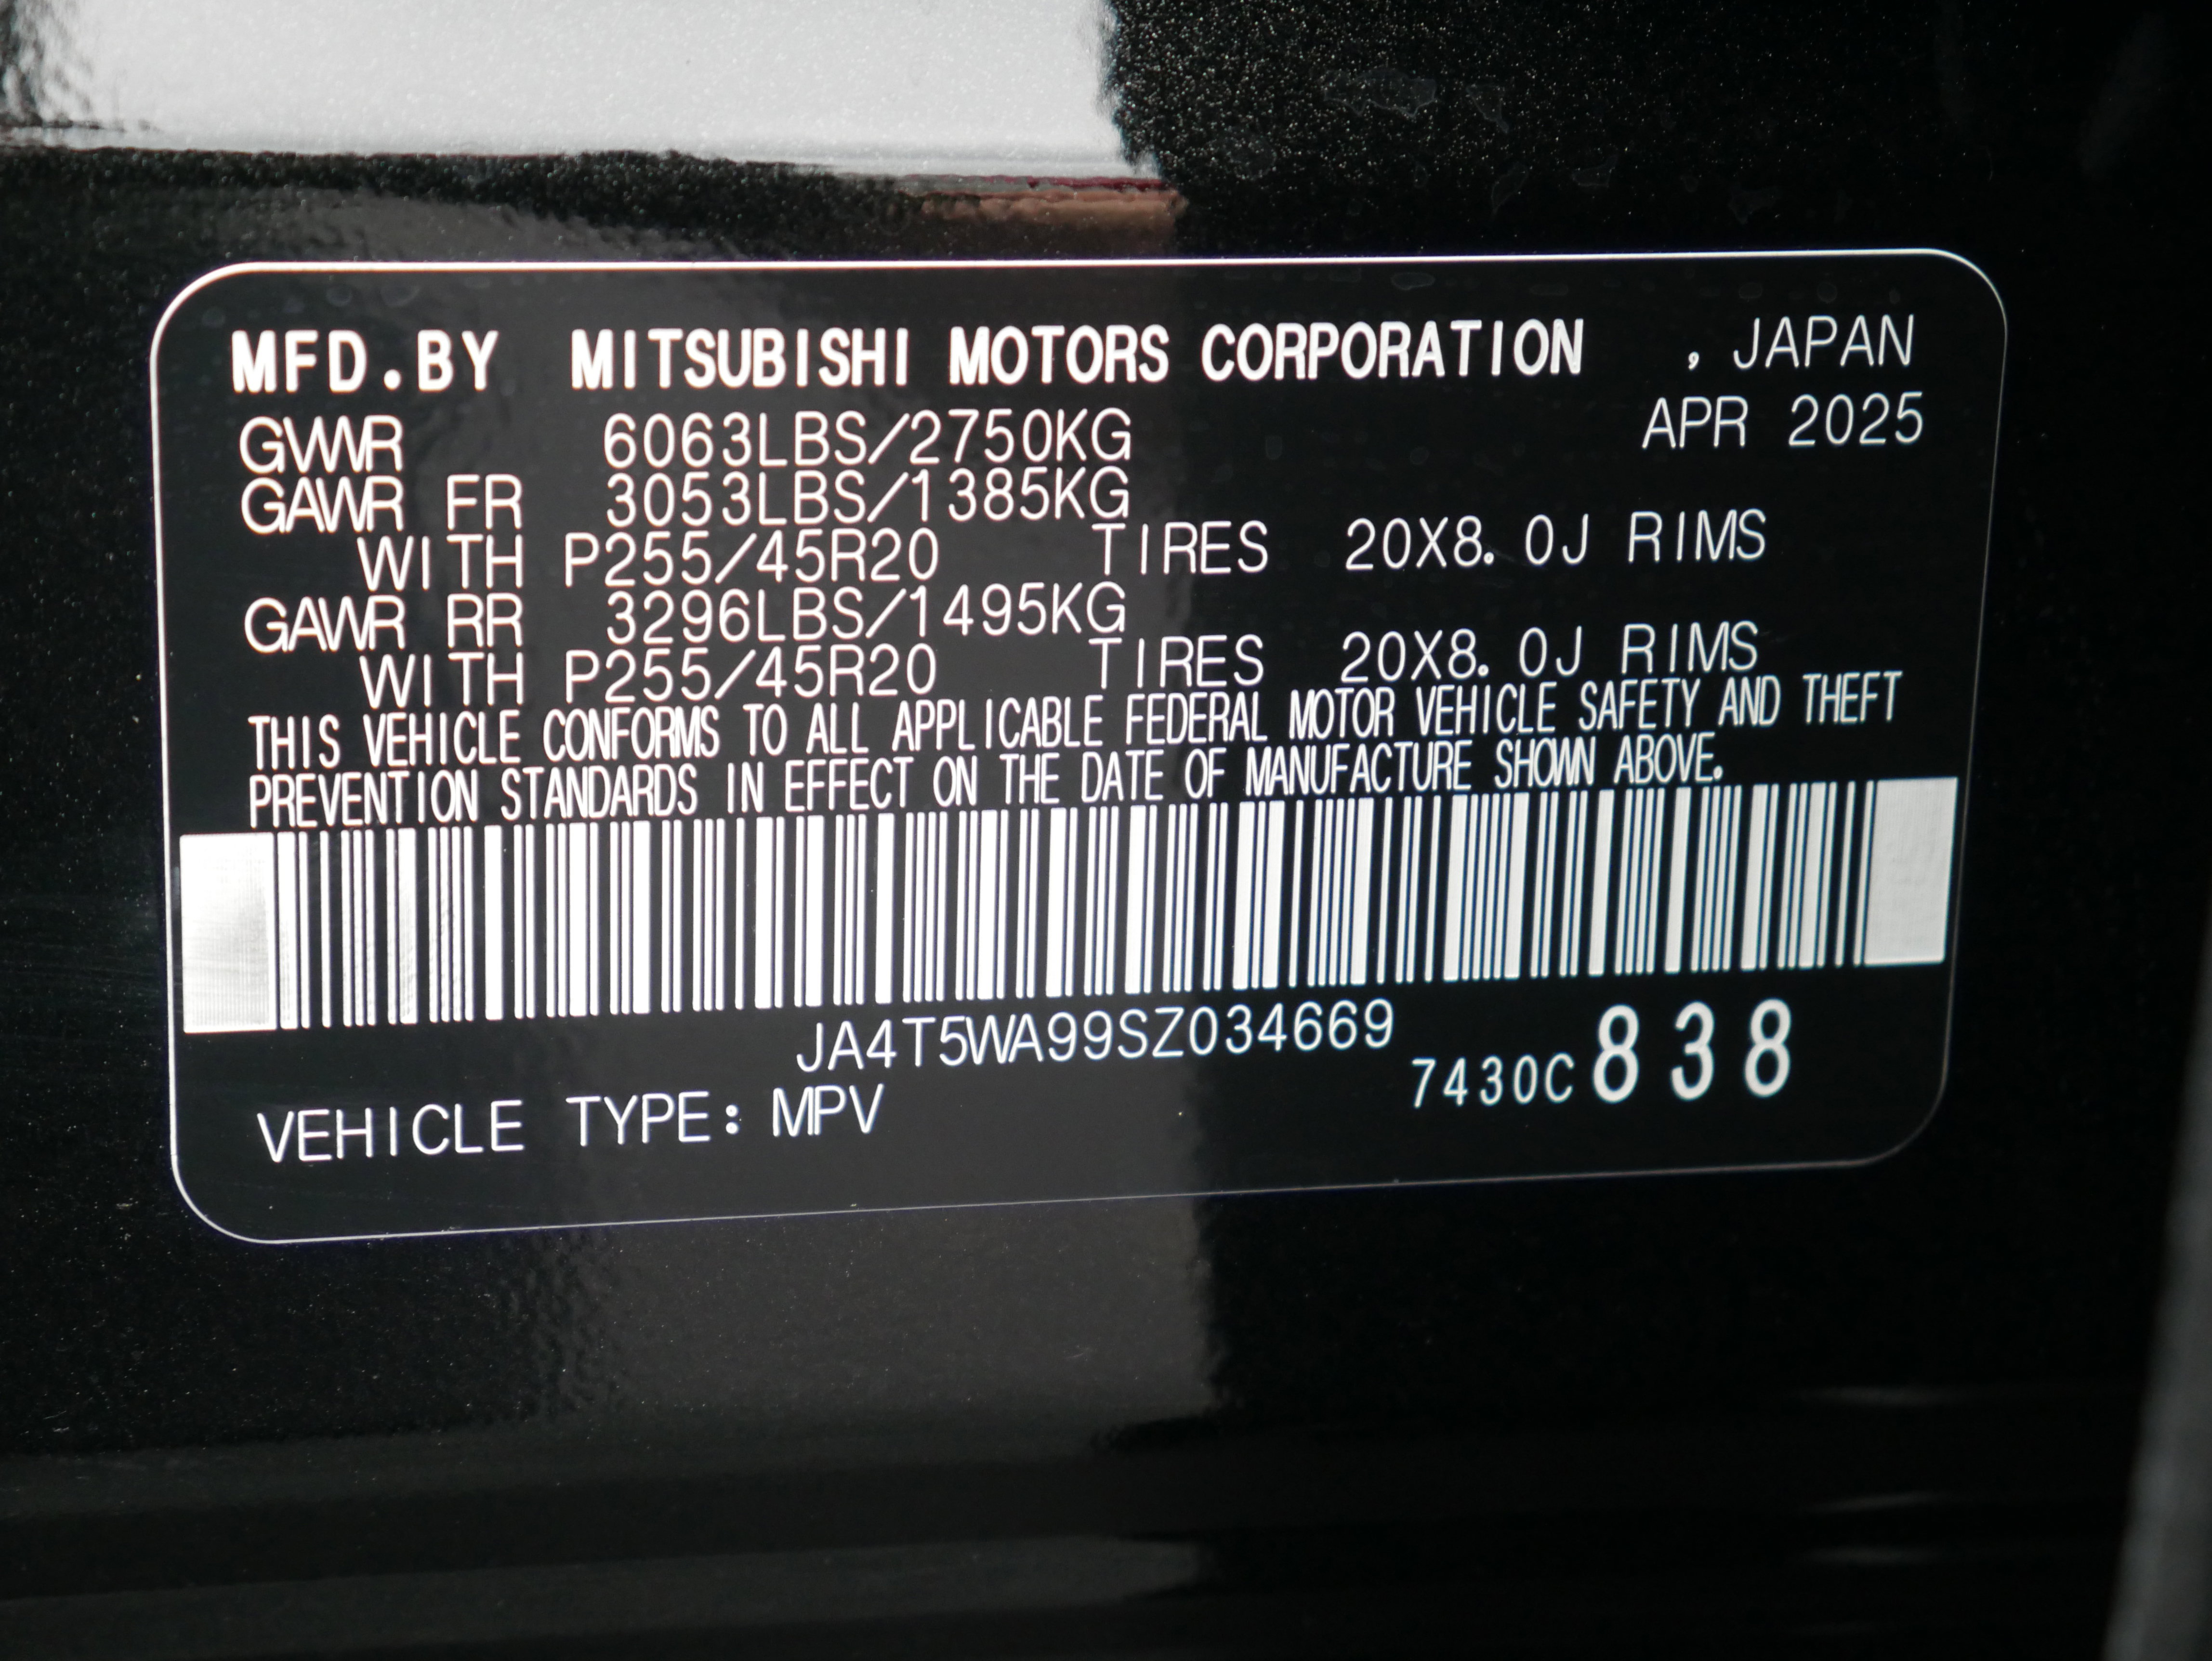 MFD.BY MITSUBISHI MOTORS CORPORATION , JAPAN
APR 2025
GVWR 6063LBS/2750KG
GAWR FR 3053LBS/1385KG
WITH P255/45R20 TIRES 20X8.0J RIMS
GAWR RR 3296LBS/1495KG
WITH P255/45R20 TIRES 20X8.0J RIMS
THIS VEHICLE CONFORMS TO ALL APPLICABLE FEDERAL MOTOR VEHICLE SAFETY AND THEFT
PREVENTION STANDARDS IN EFFECT ON THE DATE OF MANUFACTURE SHOWN ABOVE.
JA4T5WA99SZ034669
7430C838
VEHICLE TYPE: MPV